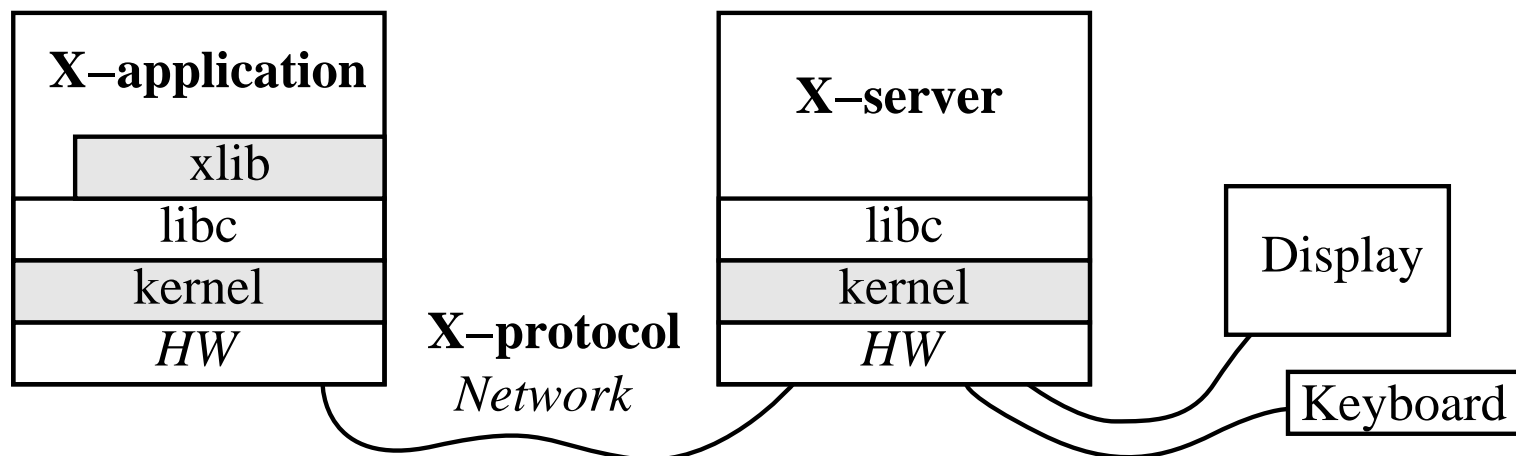 X–application
xlib
libc
kernel
HW
X–protocol
Network
X–server
libc
kernel
HW
Display
Keyboard